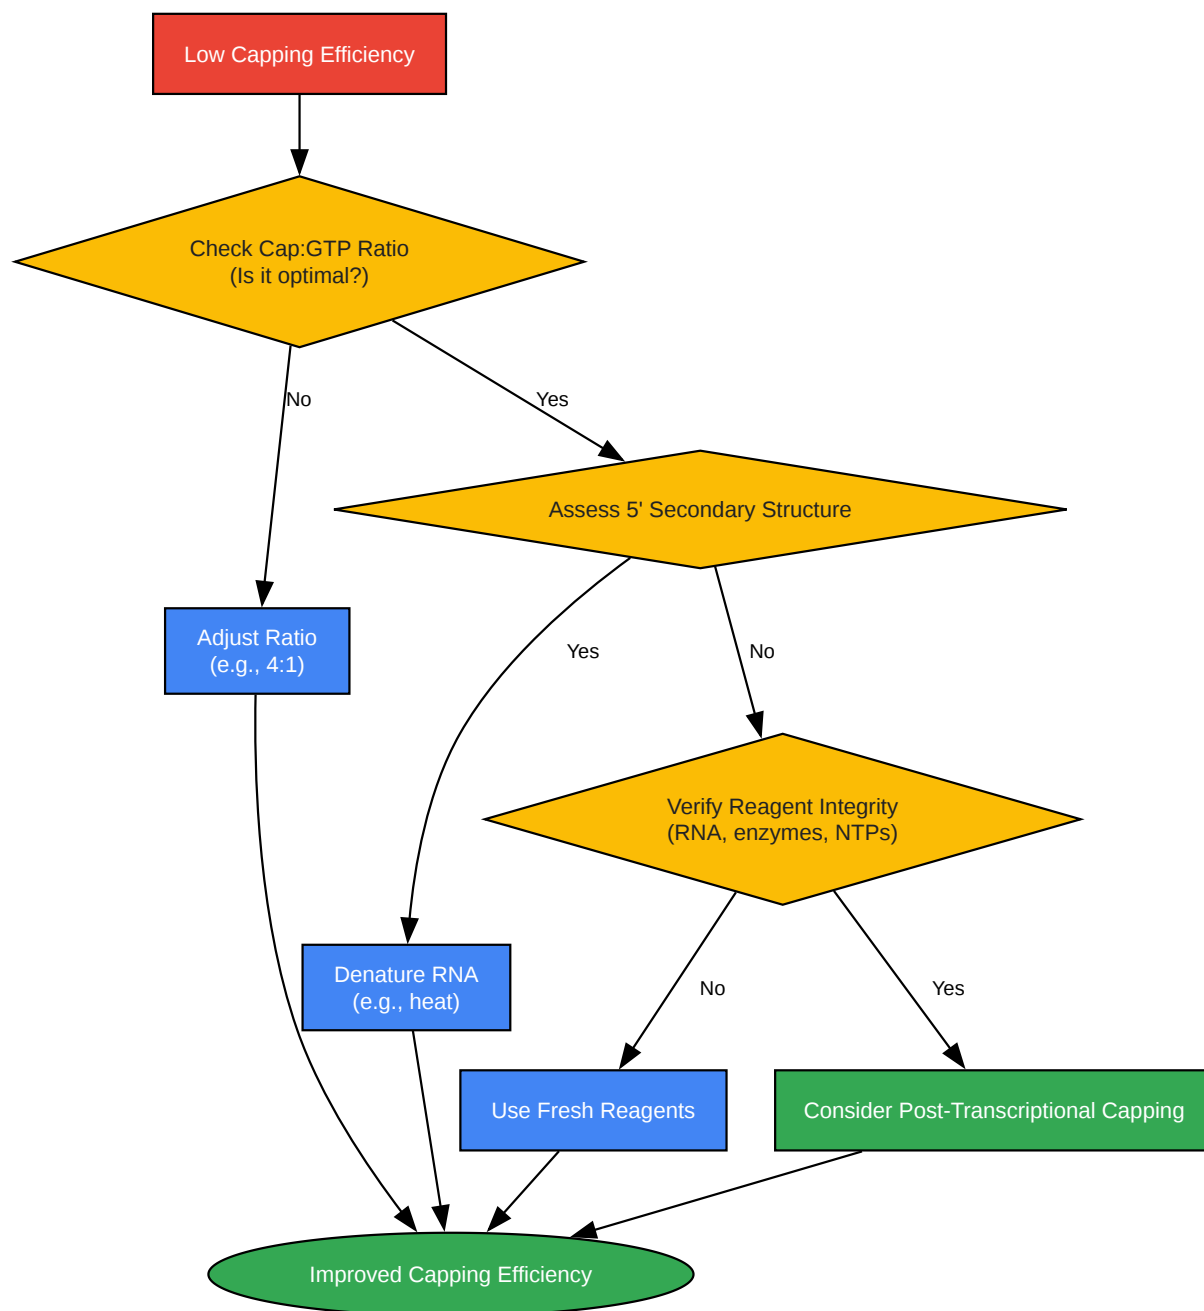 Low Capping Efficiency
Check Cap:GTP Ratio
(Is it optimal?)
No
Yes
Assess 5' Secondary Structure
Adjust Ratio
(e.g., 4:1)
Yes
No
Verify Reagent Integrity
(RNA, enzymes, NTPs)
Denature RNA
(e.g., heat)
No
Yes
Use Fresh Reagents
Consider Post-Transcriptional Capping
Improved Capping Efficiency